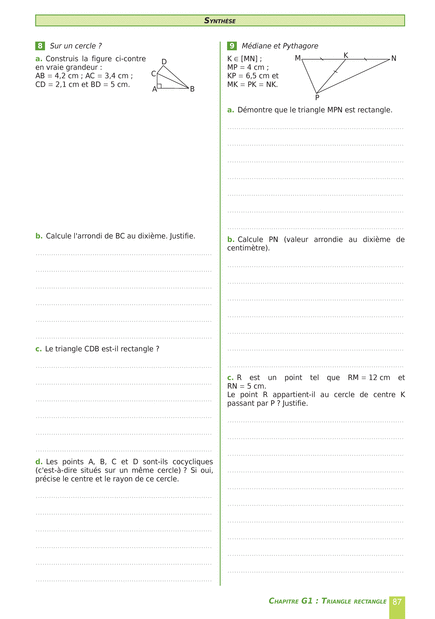 SYNTHÈSE
8 Sur un cercle ?
a. Construis la figure ci-contre
en vraie grandeur :
AB = 4,2 cm ; AC = 3,4 cm ;
CD = 2,1 cm et BD = 5 cm.
D
C
A
B
b. Calcule l'arrondi de BC au dixième. Justifie.
c. Le triangle CDB est-il rectangle ?
d. Les points A, B, C et D sont-ils cocycliques
(c'est-à-dire situés sur un même cercle) ? Si oui,
précise le centre et le rayon de ce cercle.
9 Médiane et Pythagore
K ∈ [MN] ;
MP = 4 cm ;
KP = 6,5 cm et
MK = PK = NK.
M
K
N
P
a. Démontre que le triangle MPN est rectangle.
b. Calcule PN (valeur arrondie au dixième de
centimètre).
c. R est un point tel que RM = 12 cm et
RN = 5 cm.
Le point R appartient-il au cercle de centre K
passant par P ? Justifie.
CHAPITRE G1 : TRIANGLE RECTANGLE 87